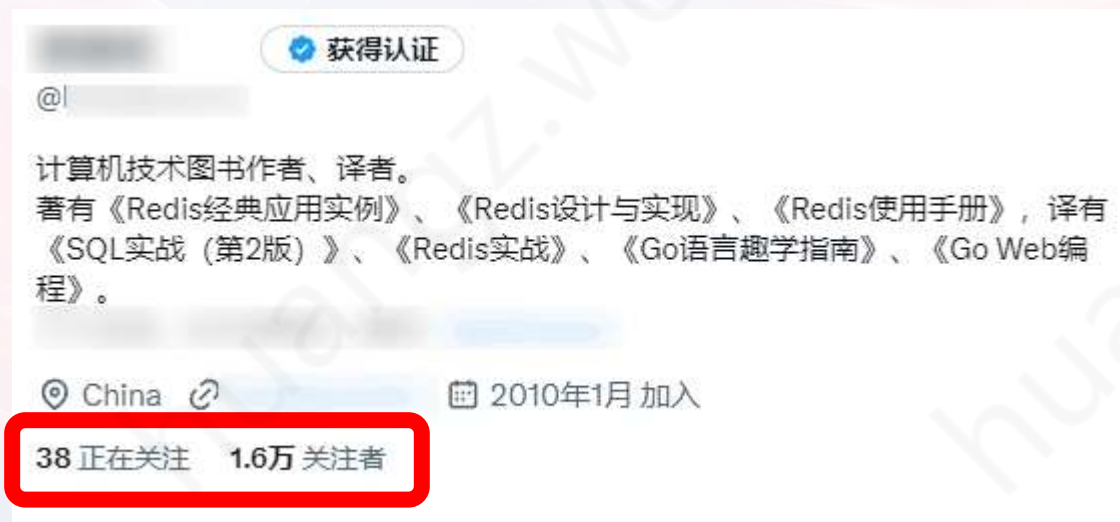 获得认证
@
计算机技术图书作者、译者。
著有《Redis经典应用实例》、《Redis设计与实现》、《Redis使用手册》，译有
《SQL实战（第2版）》、《Redis实战》、《Go语言趣学指南》、《Go Web编
程》。
China 2010年1月 加入
38 正在关注 1.6万 关注者